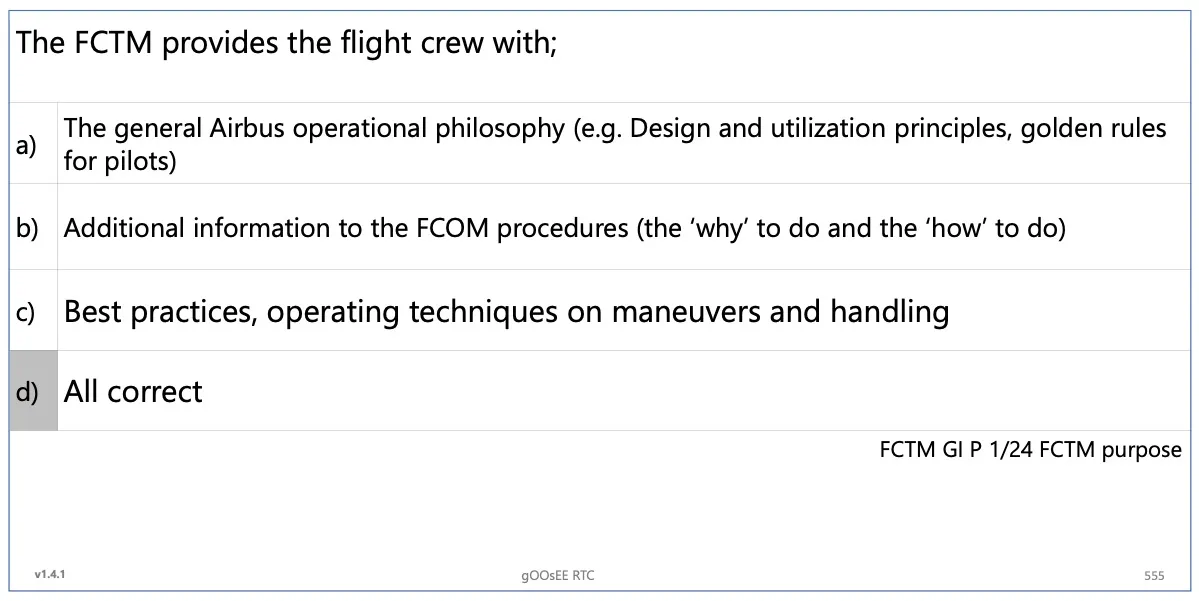 The FCTM provides the flight crew with;
a) The general Airbus operational philosophy (e.g. Design and utilization principles, golden rules
for pilots)
b) Additional information to the FCOM procedures (the ‘why’ to do and the ‘how’ to do)
c) Best practices, operating techniques on maneuvers and handling
d) All correct
FCTM GI P 1/24 FCTM purpose
v1.4.1 gOOsEE RTC 555